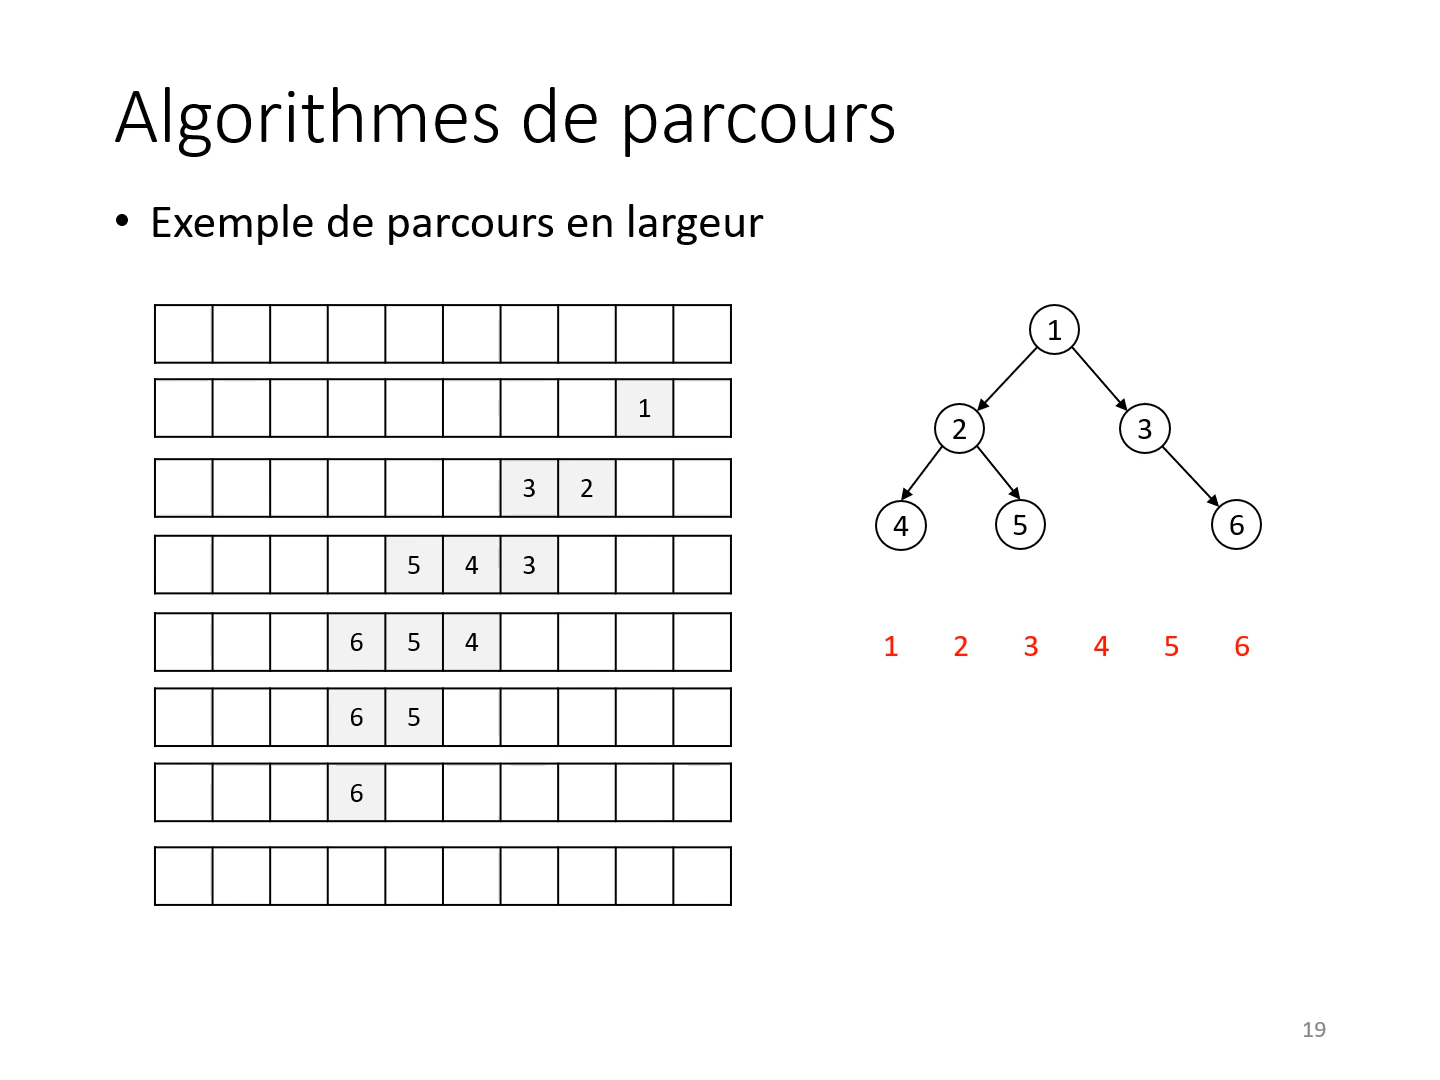 Algorithmes de parcours
• Exemple de parcours en largeur
1
3 2
5 4 3
6 5 4
6 5
6
1
2 3
4 5 6
1 2 3 4 5 6
19